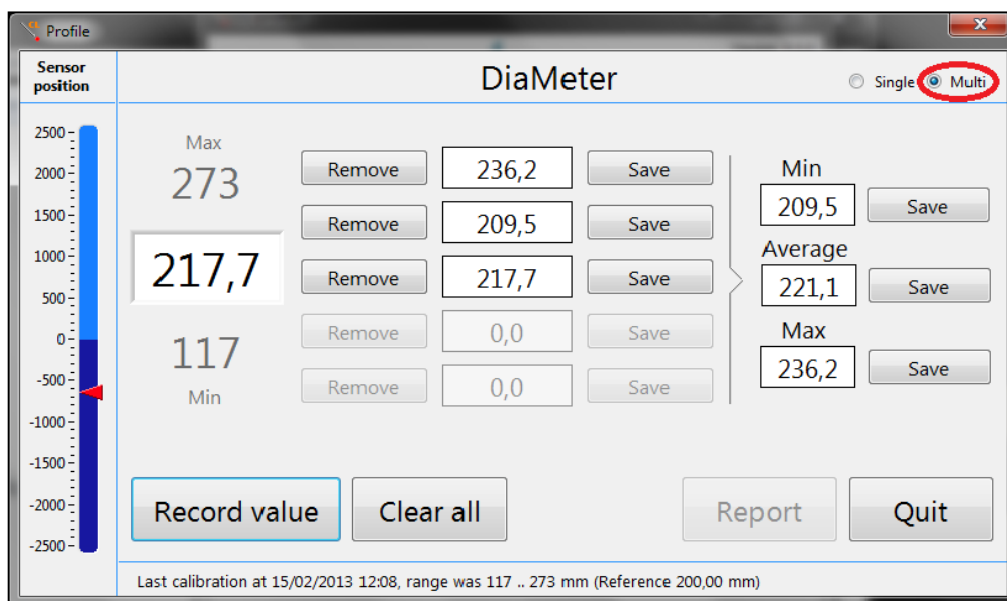 Profile
Sensor
position
DiaMeter
Single Multi
2500
2000
1500
1000
500
0
-500
-1000
-1500
-2000
-2500
Max
273
217,7
117
Min
Remove 236,2 Save
Remove 209,5 Save
Remove 217,7 Save
Remove 0,0 Save
Remove 0,0 Save
Min
209,5 Save
Average
221,1 Save
Max
236,2 Save
Record value Clear all Report Quit
Last calibration at 15/02/2013 12:08, range was 117 .. 273 mm (Reference 200,00 mm)